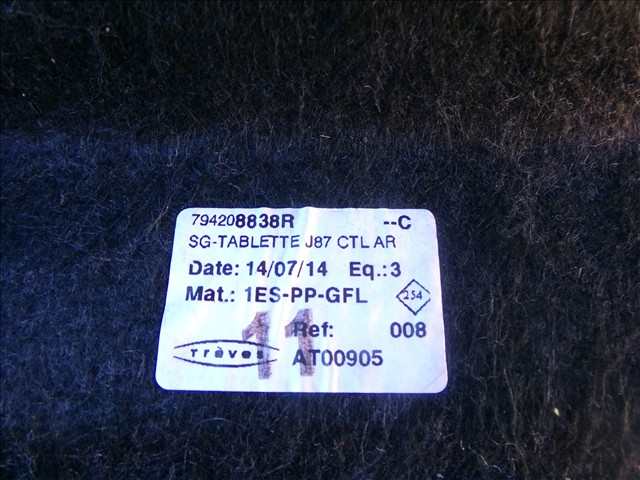 794208838R --C
SG-TABLETTE J87 CTL AR
Date: 14/07/14 Eq.:3
Mat.: 1ES-PP-GFL
254
11
Ref: 008
Trèves AT00905